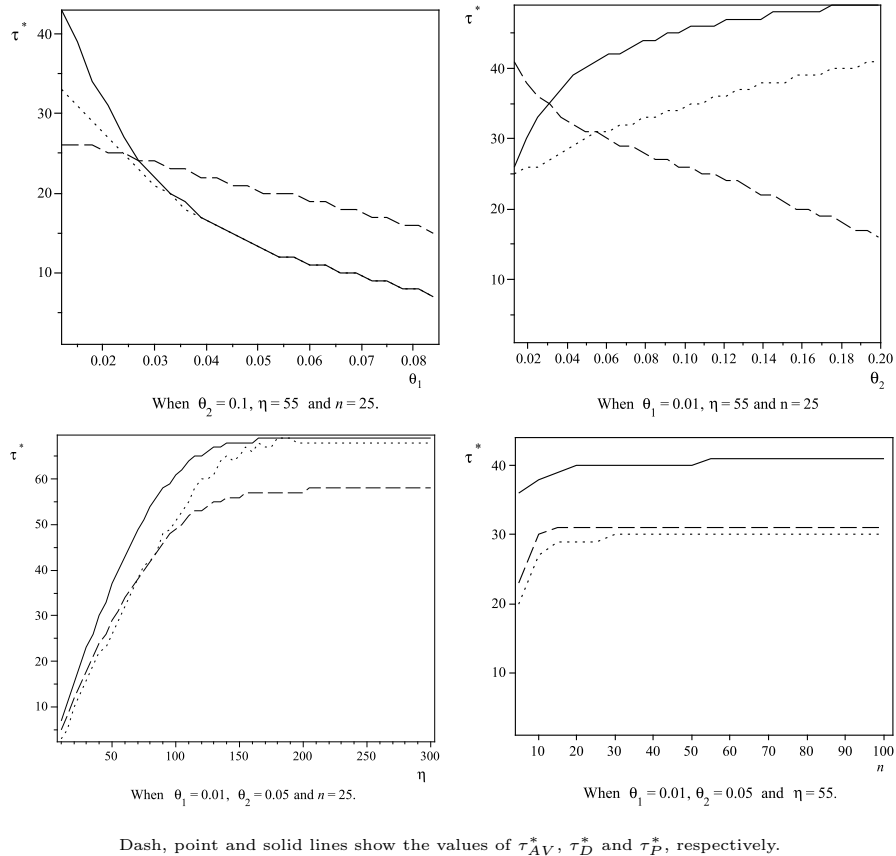 τ*
40
30
20
10
0.02 0.03 0.04 0.05 0.06 0.07 0.08
θ₁
When θ₂ = 0.1, η = 55 and n = 25.
τ*
40
30
20
10
0.02 0.04 0.06 0.08 0.10 0.12 0.14 0.16 0.18 0.20
θ₂
When θ₁ = 0.01, η = 55 and n = 25
τ*
60
50
40
30
20
10
50 100 150 200 250 300
η
When θ₁ = 0.01, θ₂ = 0.05 and n = 25.
τ*
40
30
20
10
10 20 30 40 50 60 70 80 90 100
n
When θ₁ = 0.01, θ₂ = 0.05 and η = 55.
Dash, point and solid lines show the values of τ*_AV, τ*_D and τ*_P, respectively.